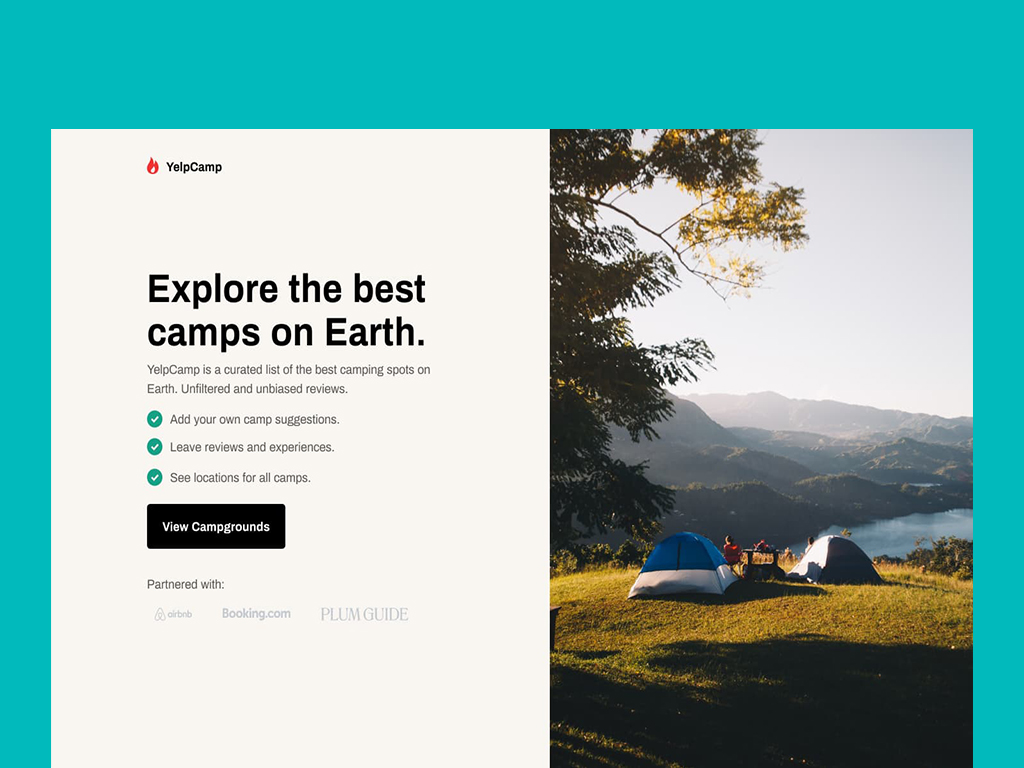 YelpCamp
Explore the best
camps on Earth.
YelpCamp is a curated list of the best camping spots on
Earth. Unfiltered and unbiased reviews.
Add your own camp suggestions.
Leave reviews and experiences.
See locations for all camps.
View Campgrounds
Partnered with:
airbnb Booking.com PLUM GUIDE